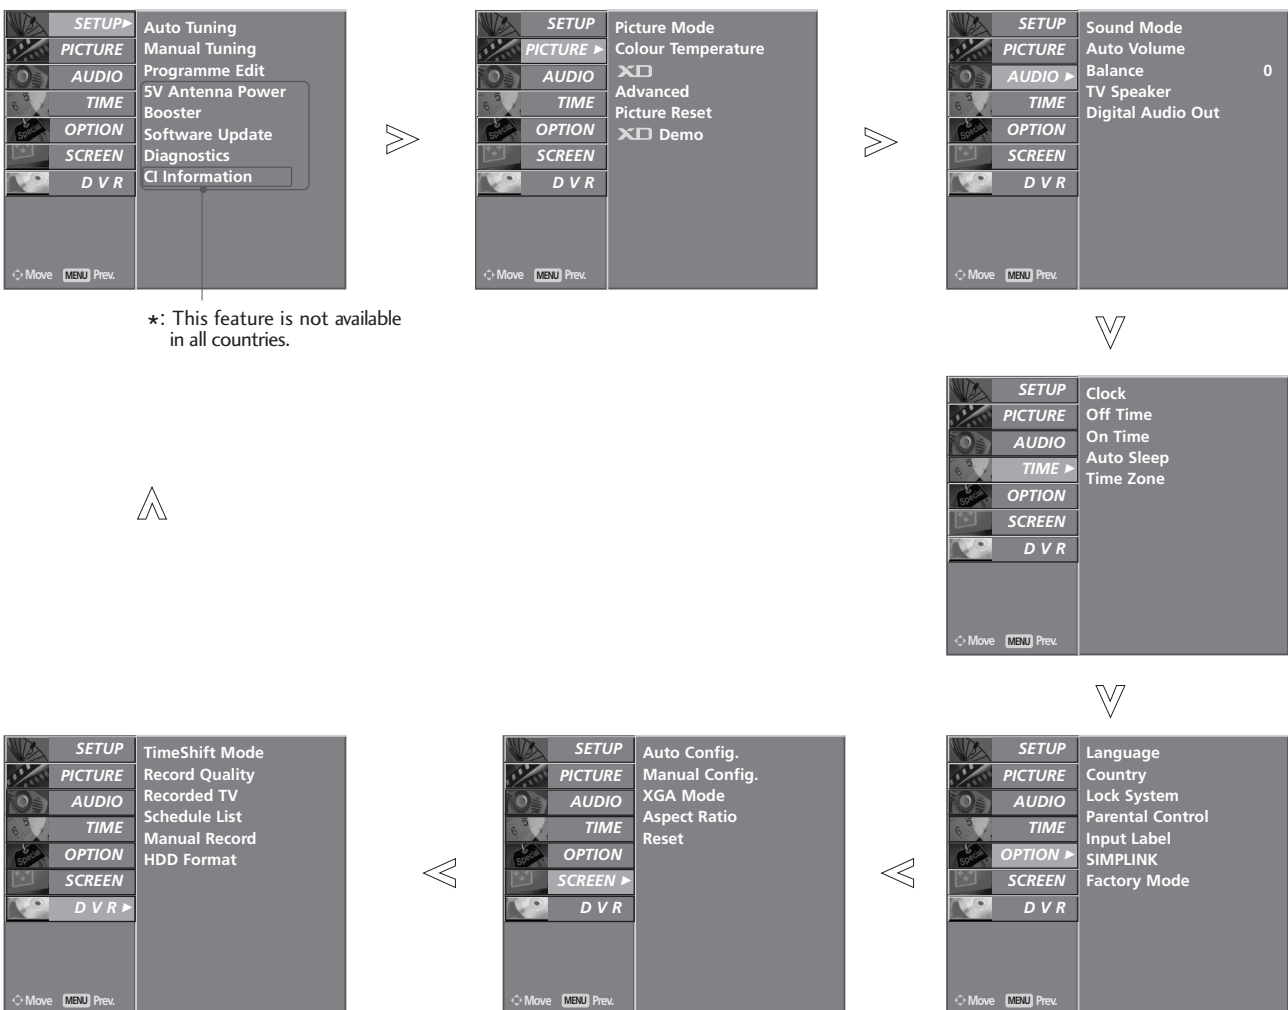 SETUP
PICTURE
AUDIO
TIME
OPTION
SCREEN
D V R
Auto Tuning
Manual Tuning
Programme Edit
5V Antenna Power
Booster
Software Update
Diagnostics
CI Information
Move MENU Prev.
*: This feature is not available
in all countries.
SETUP
PICTURE
AUDIO
TIME
OPTION
SCREEN
D V R
Picture Mode
Colour Temperature
XD
Advanced
Picture Reset
XD Demo
Move MENU Prev.
SETUP
PICTURE
AUDIO
TIME
OPTION
SCREEN
D V R
Sound Mode
Auto Volume
Balance 0
TV Speaker
Digital Audio Out
Move MENU Prev.
SETUP
PICTURE
AUDIO
TIME
OPTION
SCREEN
D V R
Clock
Off Time
On Time
Auto Sleep
Time Zone
Move MENU Prev.
SETUP
PICTURE
AUDIO
TIME
OPTION
SCREEN
D V R
TimeShift Mode
Record Quality
Recorded TV
Schedule List
Manual Record
HDD Format
Move MENU Prev.
SETUP
PICTURE
AUDIO
TIME
OPTION
SCREEN
D V R
Auto Config.
Manual Config.
XGA Mode
Aspect Ratio
Reset
Move MENU Prev.
SETUP
PICTURE
AUDIO
TIME
OPTION
SCREEN
D V R
Language
Country
Lock System
Parental Control
Input Label
SIMPLINK
Factory Mode
Move MENU Prev.